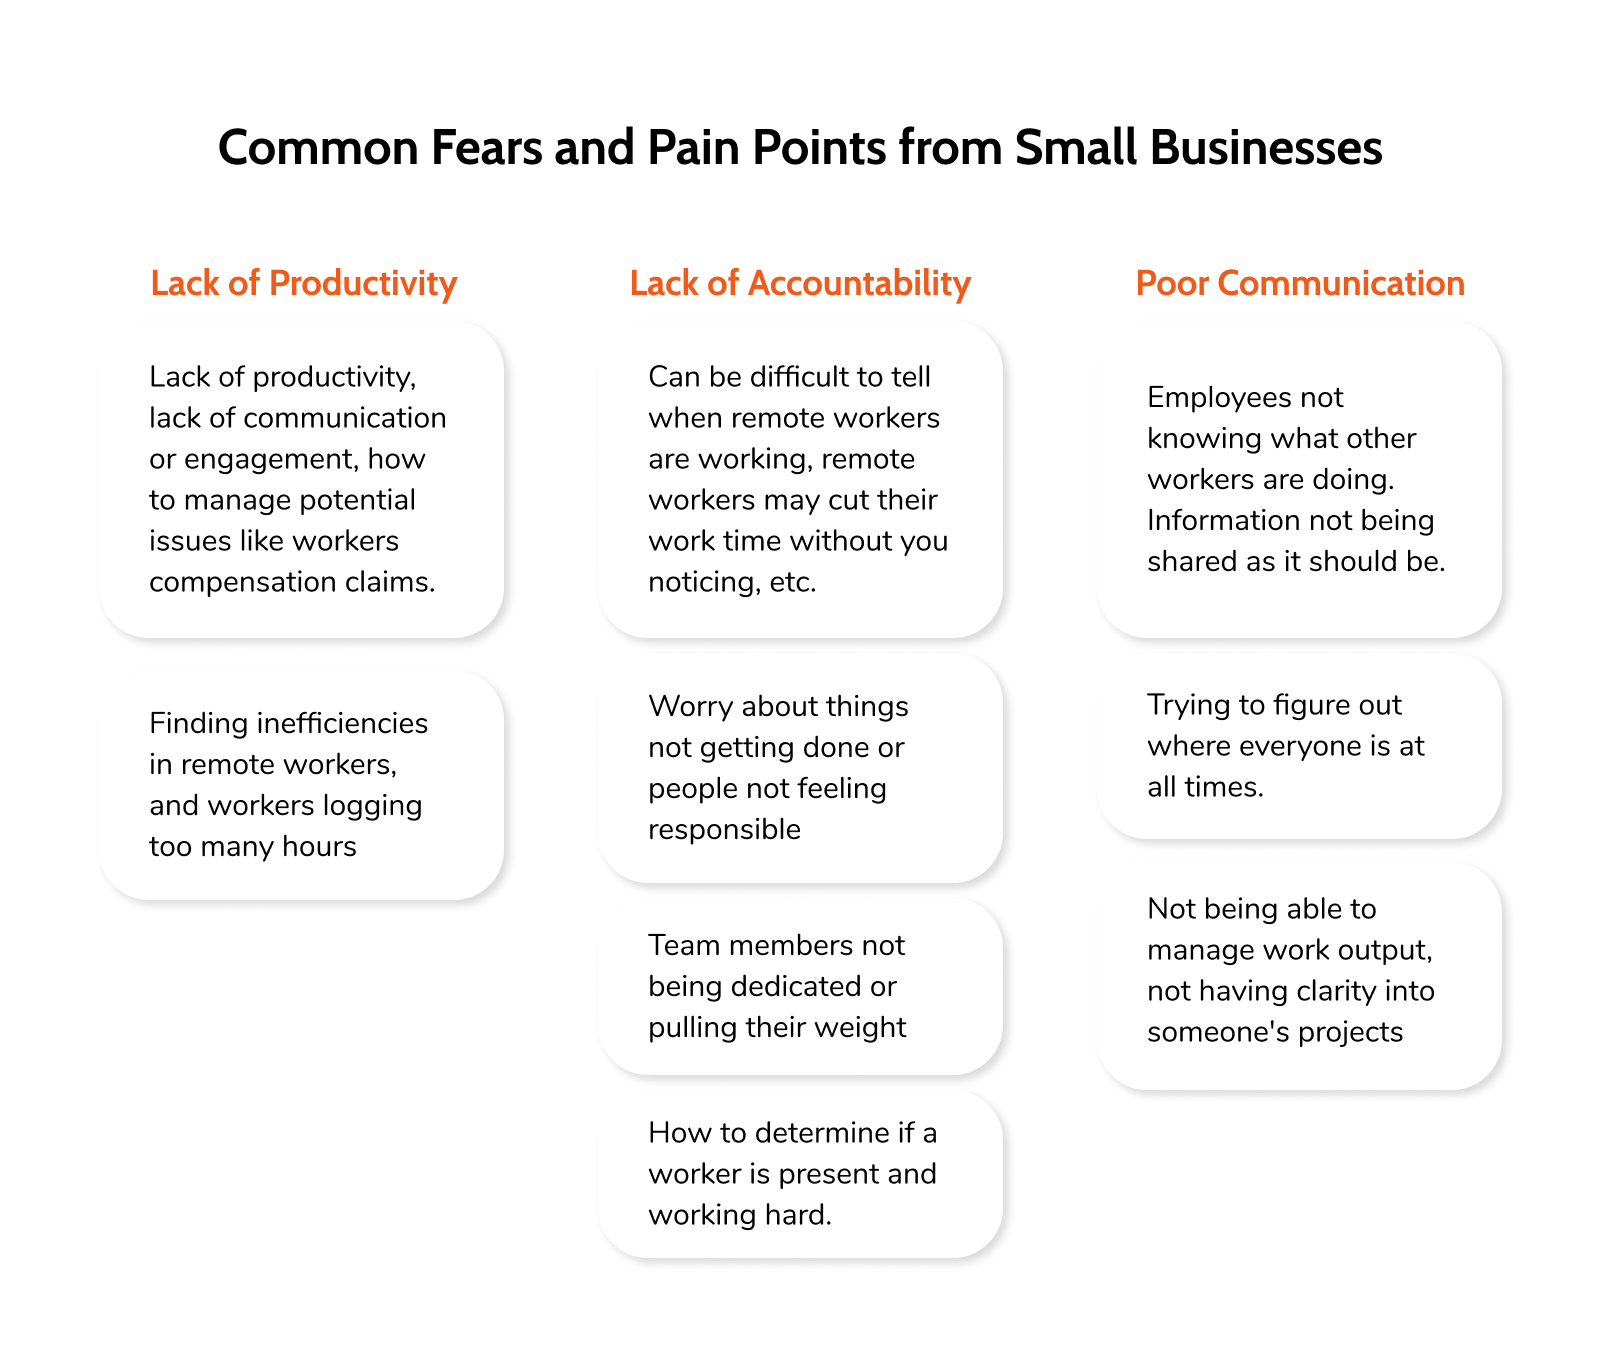 Common Fears and Pain Points from Small Businesses
Lack of Productivity
Lack of productivity,
lack of communication
or engagement, how
to manage potential
issues like workers
compensation claims.
Finding inefficiencies
in remote workers,
and workers logging
too many hours
Lack of Accountability
Can be difficult to tell
when remote workers
are working, remote
workers may cut their
work time without you
noticing, etc.
Worry about things
not getting done or
people not feeling
responsible
Team members not
being dedicated or
pulling their weight
How to determine if a
worker is present and
working hard.
Poor Communication
Employees not
knowing what other
workers are doing.
Information not being
shared as it should be.
Trying to figure out
where everyone is at
all times.
Not being able to
manage work output,
not having clarity into
someone's projects